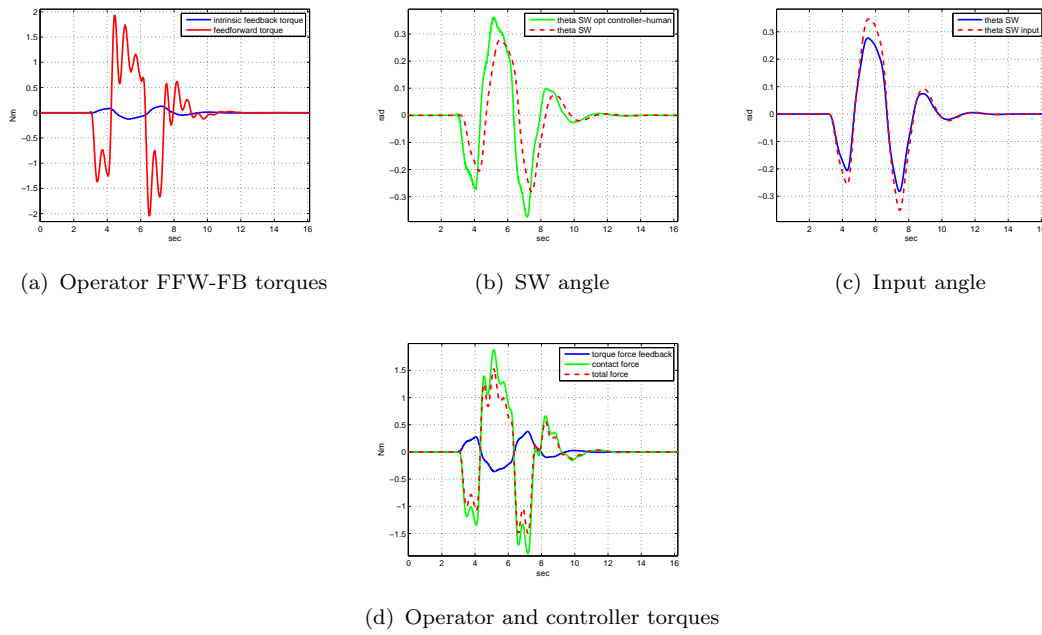 intrinsic feedback torque
feedforward torque
2
1.5
1
0.5
0
−0.5
−1
−1.5
−2
Nm
0 2 4 6 8 10 12 14 16
sec
(a) Operator FFW-FB torques
theta SW opt controller−human
theta SW
0.3
0.2
0.1
0
−0.1
−0.2
−0.3
rad
0 2 4 6 8 10 12 14 16
sec
(b) SW angle
theta SW
theta SW input
0.3
0.2
0.1
0
−0.1
−0.2
−0.3
rad
0 2 4 6 8 10 12 14 16
sec
(c) Input angle
torque force feedback
contact force
total force
1.5
1
0.5
0
−0.5
−1
−1.5
Nm
0 2 4 6 8 10 12 14 16
sec
(d) Operator and controller torques